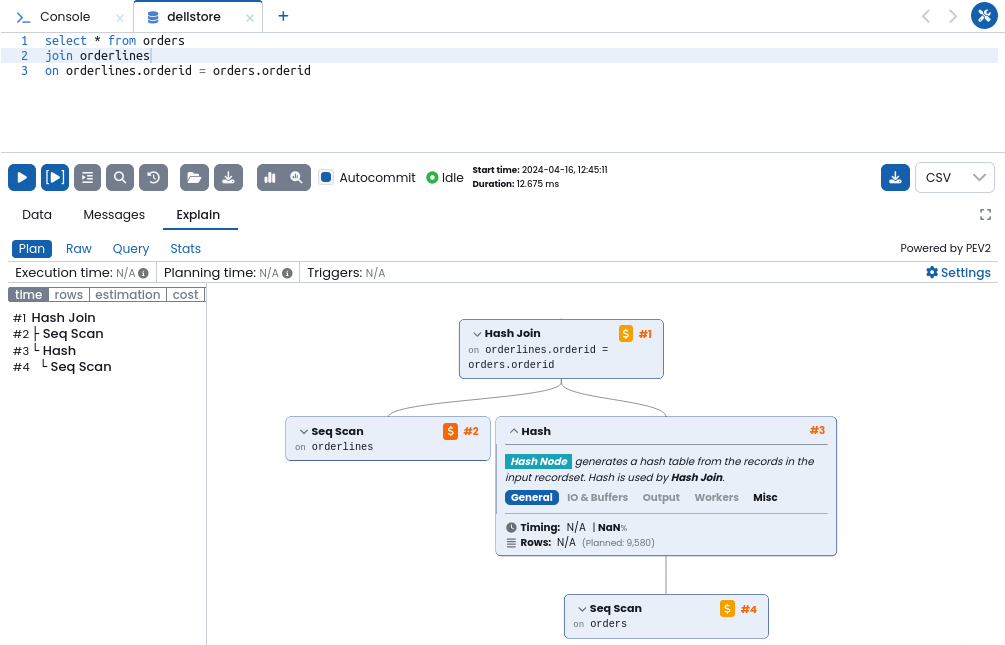 Console
dellstore
1 select * from orders
2 join orderlines
3 on orderlines.orderid = orders.orderid
Autocommit
Idle
Start time: 2024-04-16, 12:45:11
Duration: 12.675 ms
CSV
Data Messages Explain
Plan Raw Query Stats
Powered by PEV2
Execution time: N/A Planning time: N/A Triggers: N/A
Settings
time rows estimation cost
#1 Hash Join
#2 ├ Seq Scan
#3 └ Hash
#4 └ Seq Scan
Hash Join $ #1
on orderlines.orderid =
orders.orderid
Seq Scan $ #2
on orderlines
Hash #3
Hash Node generates a hash table from the records in the
input recordset. Hash is used by Hash Join.
General IO & Buffers Output Workers Misc
Timing: N/A | NaN%
Rows: N/A (Planned: 9,580)
Seq Scan $ #4
on orders